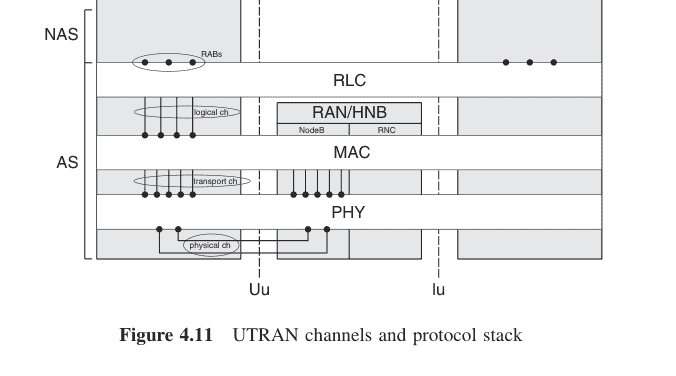 NAS
RABs
RLC
logical ch
RAN/HNB
NodeB RNC
AS
MAC
transport ch
PHY
physical ch
Uu Iu
Figure 4.11 UTRAN channels and protocol stack